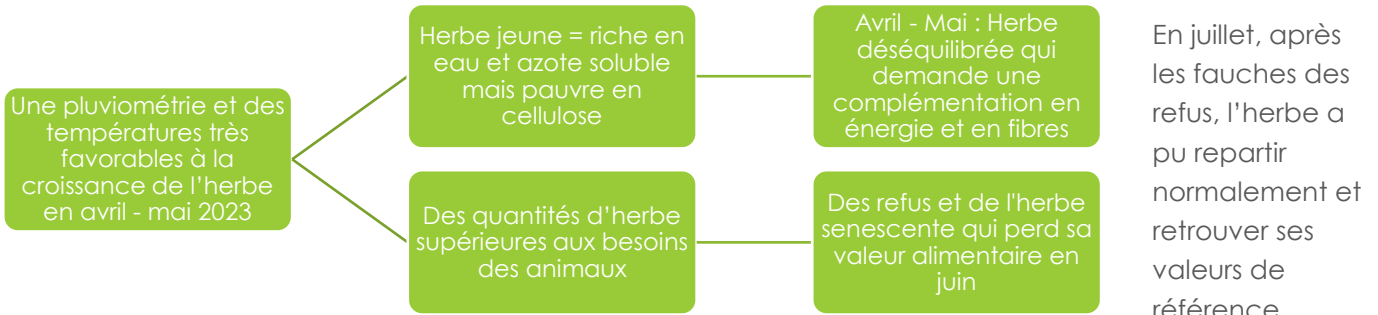 Une pluviométrie et des
températures très
favorables à la
croissance de l'herbe
en avril - mai 2023
Herbe jeune = riche en
eau et azote soluble
mais pauvre en
cellulose
Avril - Mai : Herbe
déséquilibrée qui
demande une
complémentation en
énergie et en fibres
Des quantités d'herbe
supérieures aux besoins
des animaux
Des refus et de l'herbe
senescente qui perd sa
valeur alimentaire en
juin
En juillet, après
les fauches des
refus, l'herbe a
pu repartir
normalement et
retrouver ses
valeurs de
référence